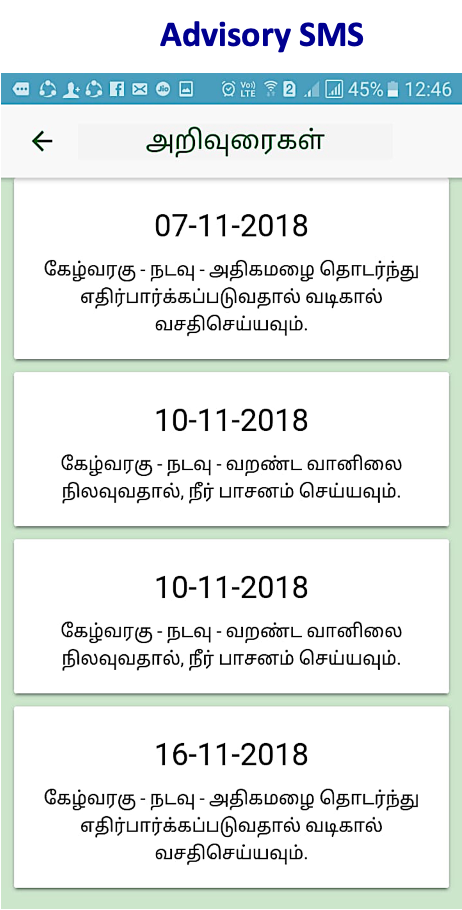 Advisory SMS
Vo) LTE 2 45% 12:46
அறிவுரைகள்
07-11-2018
கேழ்வரகு - நடவு - அதிகமழை தொடர்ந்து
எதிர்பார்க்கப்படுவதால் வடிகால்
வசதிசெய்யவும்.
10-11-2018
கேழ்வரகு - நடவு - வறண்ட வானிலை
நிலவுவதால், நீர் பாசனம் செய்யவும்.
10-11-2018
கேழ்வரகு - நடவு - வறண்ட வானிலை
நிலவுவதால், நீர் பாசனம் செய்யவும்.
16-11-2018
கேழ்வரகு - நடவு - அதிகமழை தொடர்ந்து
எதிர்பார்க்கப்படுவதால் வடிகால்
வசதிசெய்யவும்.